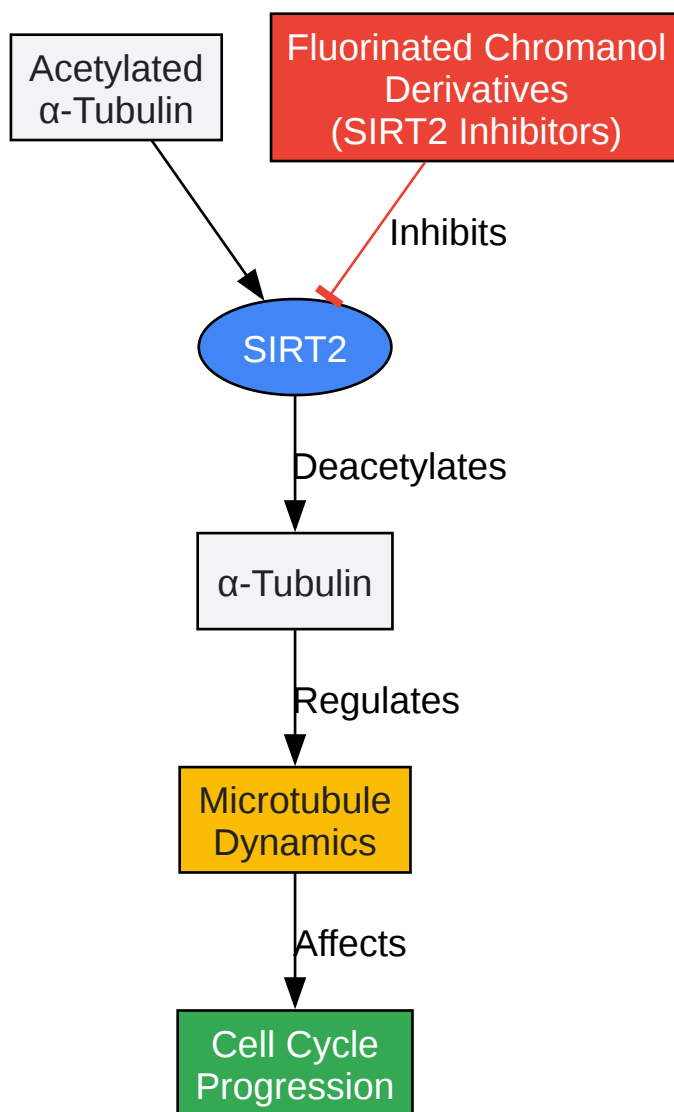 Acetylated
α-Tubulin
Fluorinated Chromanol
Derivatives
(SIRT2 Inhibitors)
Inhibits
SIRT2
Deacetylates
α-Tubulin
Regulates
Microtubule
Dynamics
Affects
Cell Cycle
Progression